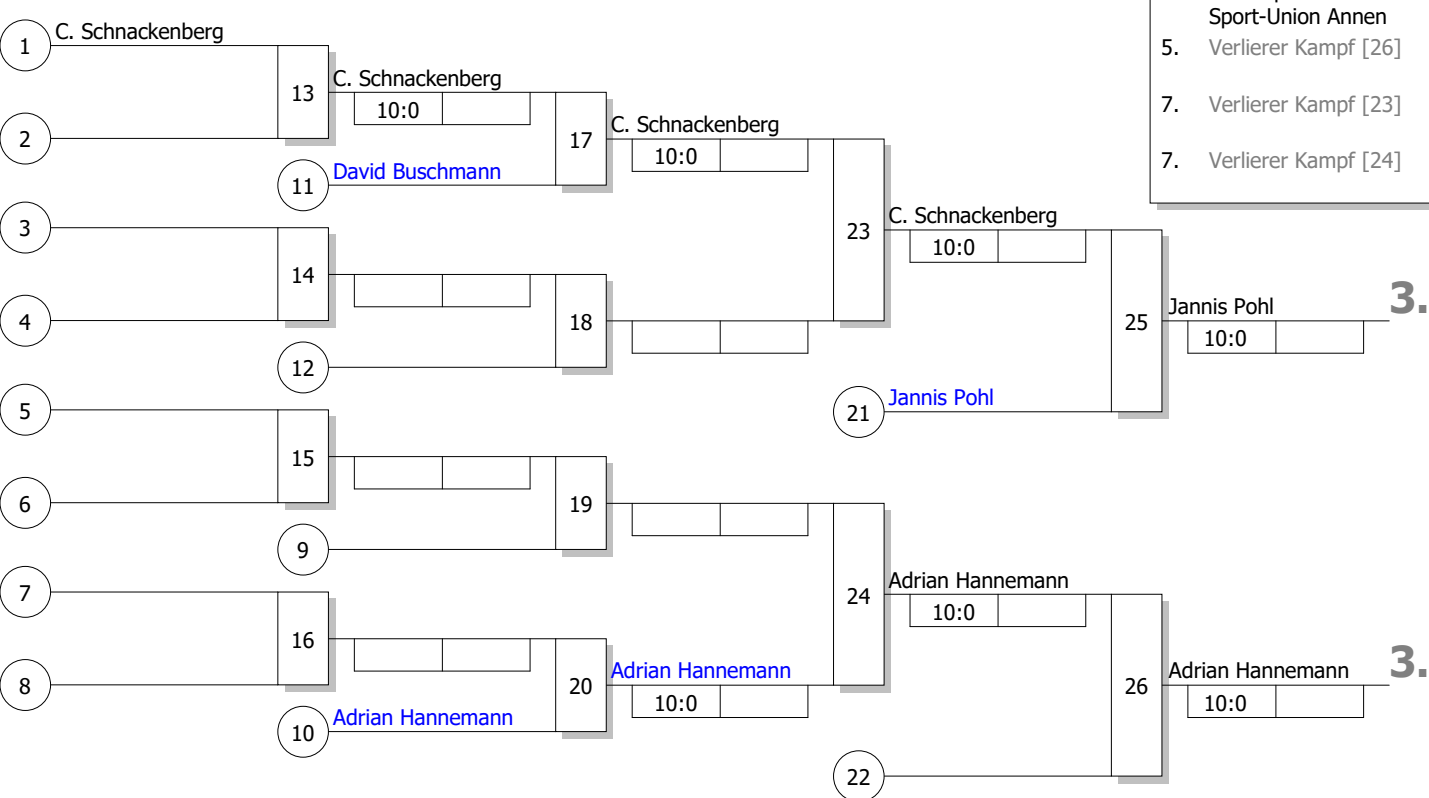 Sport-Union Annen
5. Verlierer Kampf [26]
7. Verlierer Kampf [23]
7. Verlierer Kampf [24]
1 C. Schnackenberg
13 C. Schnackenberg
10:0
2
17 C. Schnackenberg
10:0
11 David Buschmann
3
23 C. Schnackenberg
10:0
14
4
18
12
25 Jannis Pohl 3.
10:0
5
21 Jannis Pohl
15
6
19
9
7
24 Adrian Hannemann
10:0
16
8
20 Adrian Hannemann
10:0
26 Adrian Hannemann 3.
10:0
10 Adrian Hannemann
22